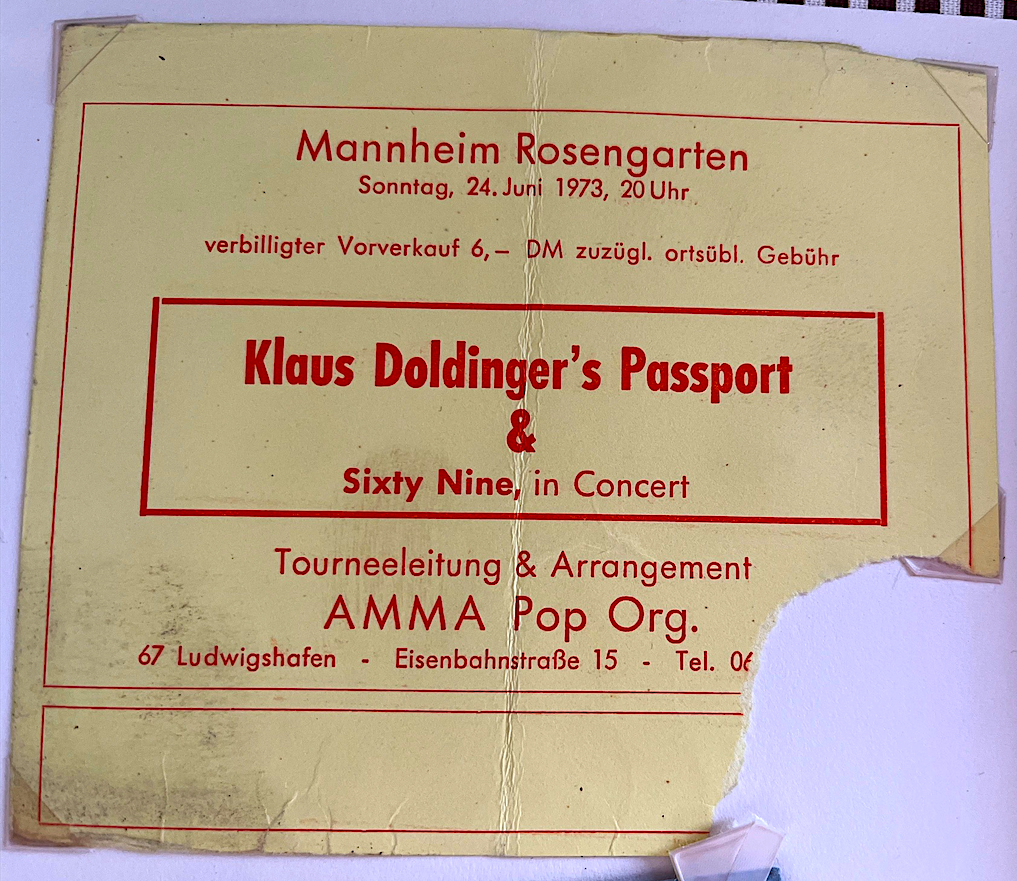 Mannheim Rosengarten
Sonntag, 24. Juni 1973, 20 Uhr
verbilligter Vorverkauf 6,– DM zuzügl. ortsübl. Gebühr
Klaus Doldinger's Passport
&
Sixty Nine, in Concert
Tourneeleitung & Arrangement
AMMA Pop Org.
67 Ludwigshafen - Eisenbahnstraße 15 - Tel. 06